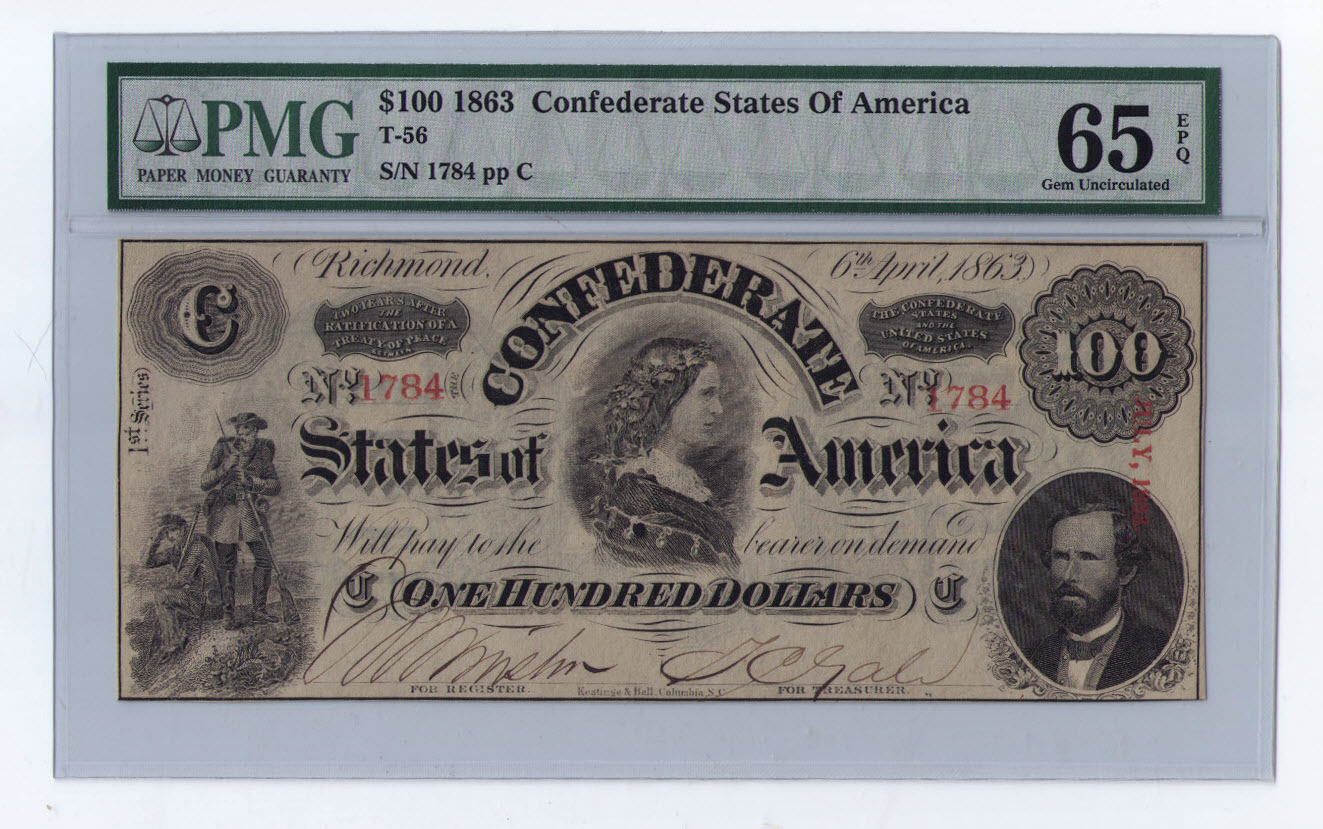 PMG
PAPER MONEY GUARANTY
$100 1863 Confederate States Of America
T-56
S/N 1784 pp C
65
EPQ
Gem Uncirculated
Richmond,
6th April, 1863
C
TWO YEARS AFTER
THE
RATIFICATION OF A
TREATY OF PEACE
BETWEEN
THE CONFEDERATE
STATES
AND THE
UNITED STATES
OF AMERICA.
100
1st Series
No 1784
THE
CONFEDERATE
No 1784
States of America
JULY, 1863
Will pay to the bearer on demand
C ONE HUNDRED DOLLARS C
FOR REGISTER.
Keatinge & Ball, Columbia, S.C.
FOR TREASURER.